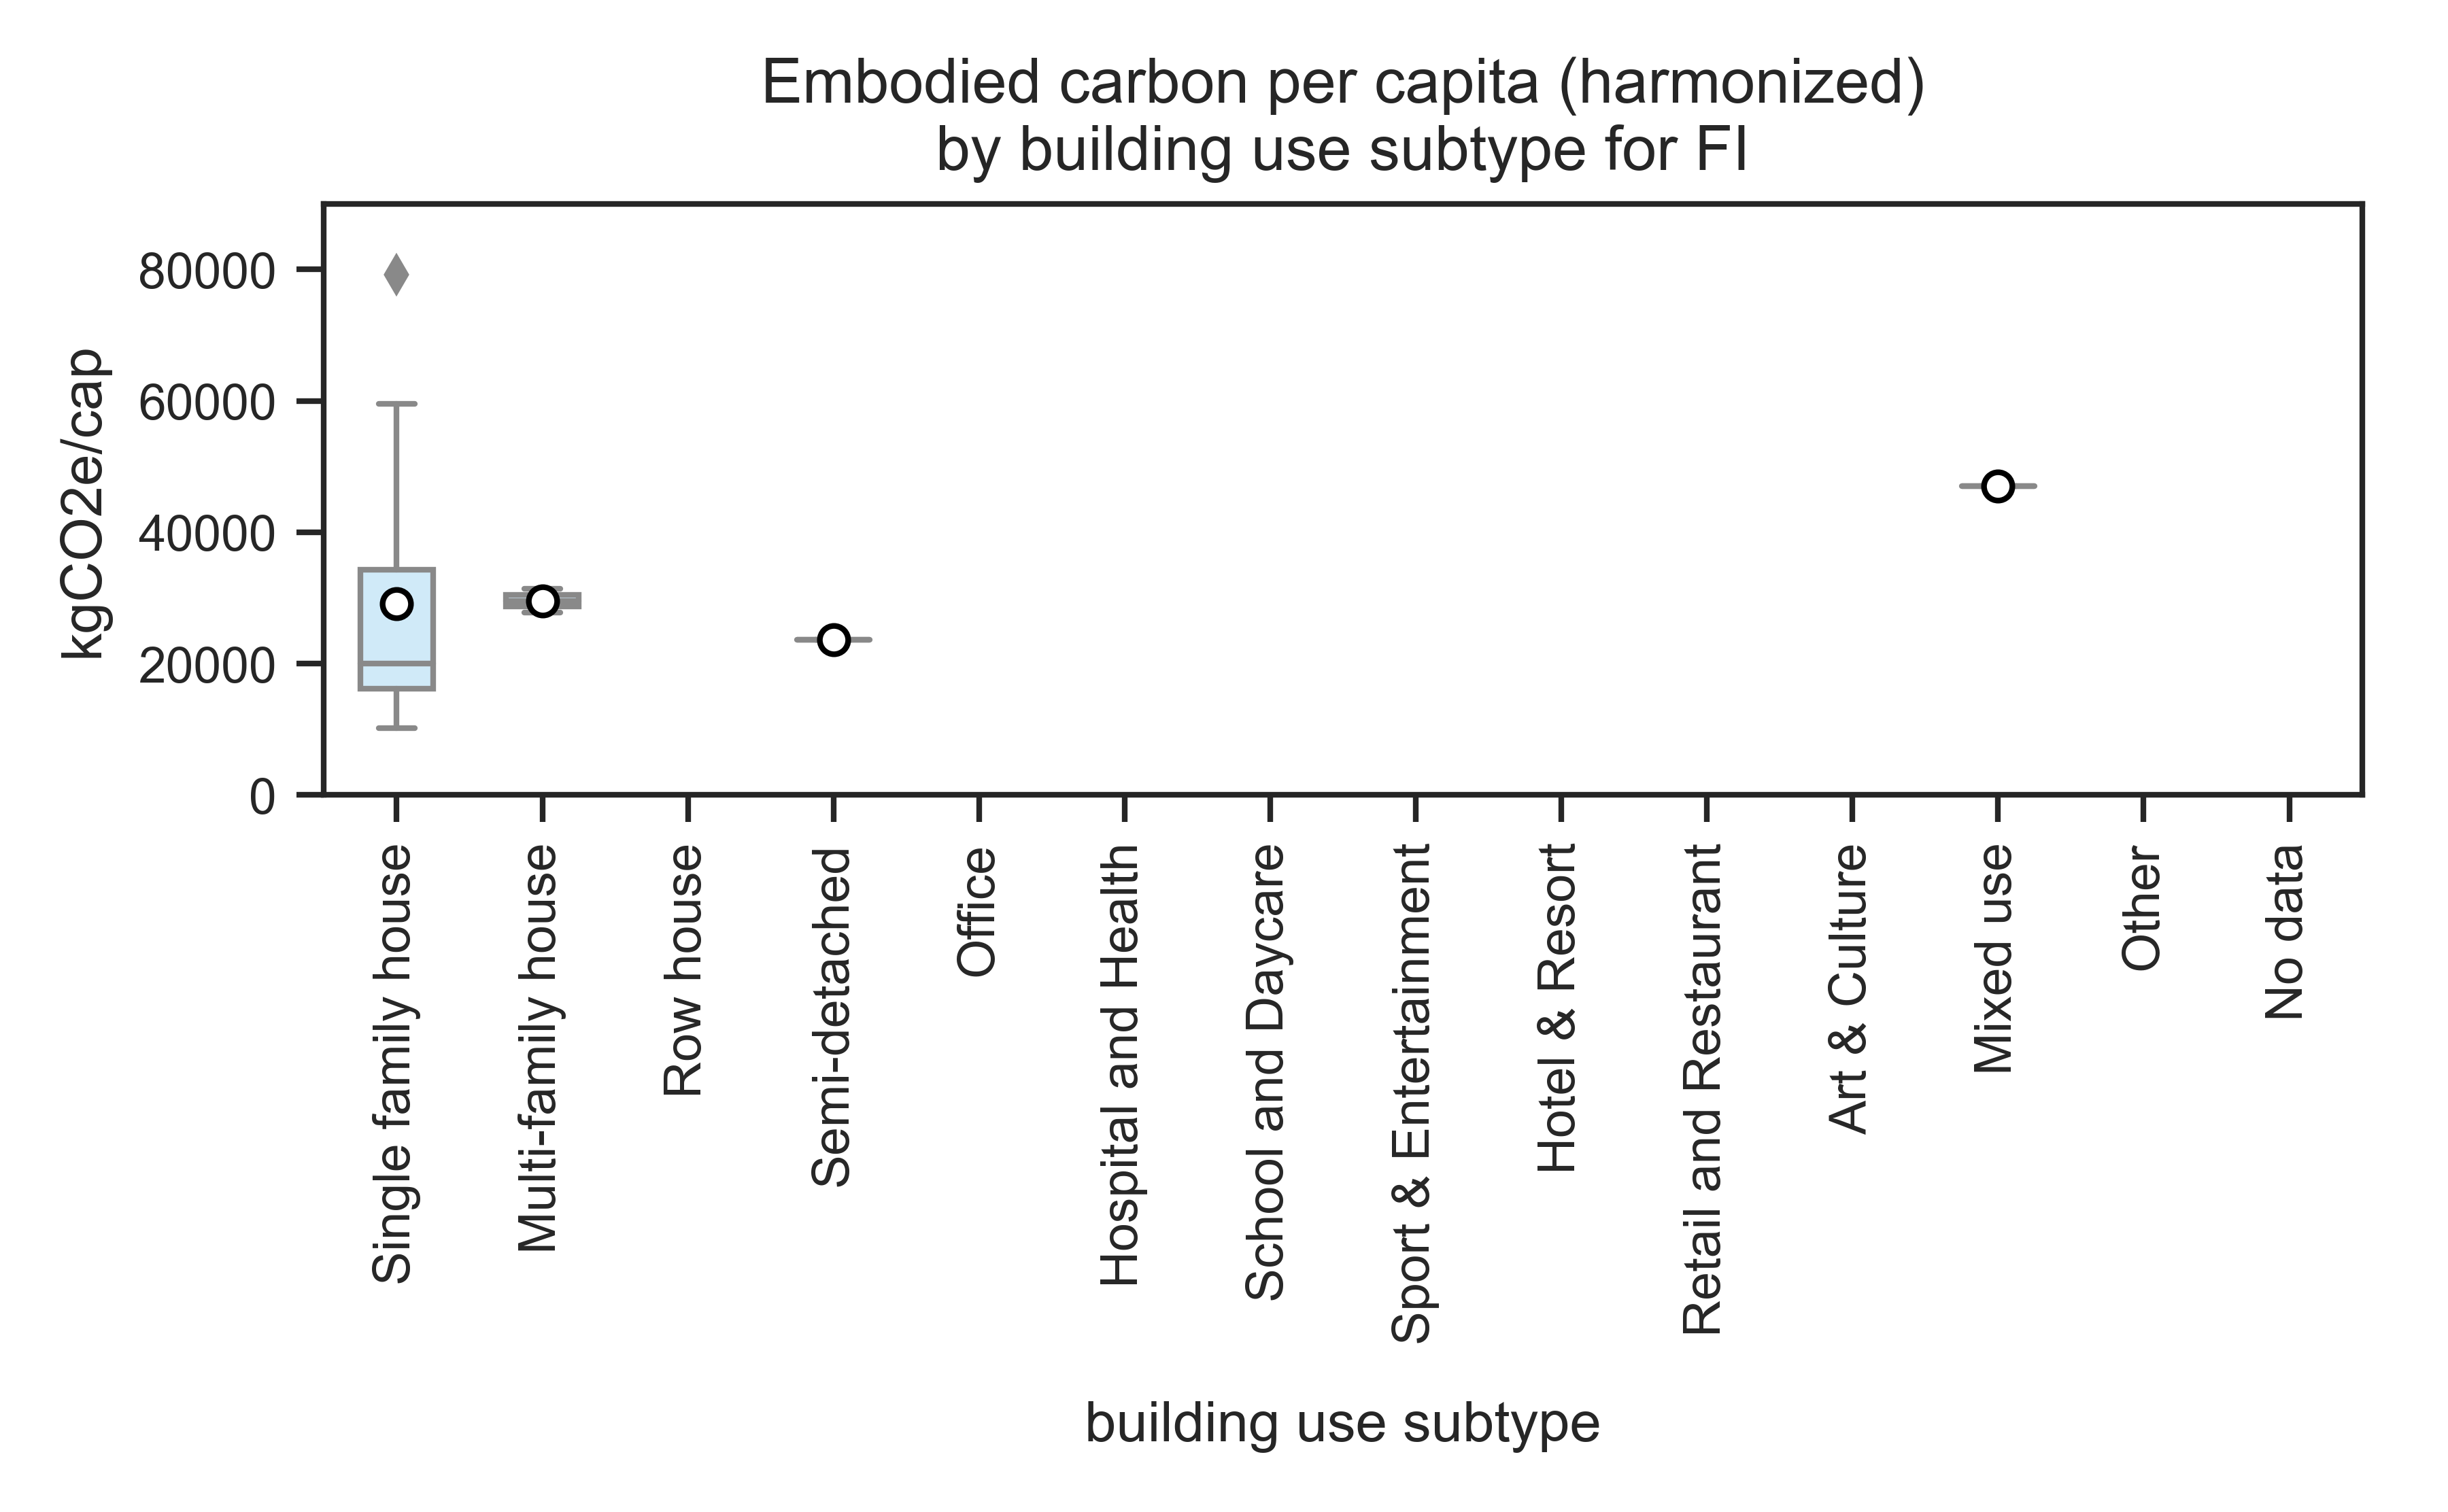 Embodied carbon per capita (harmonized)
by building use subtype for FI
kgCO2e/cap
80000
60000
40000
20000
0
Single family house
Multi-family house
Row house
Semi-detached
Office
Hospital and Health
School and Daycare
Sport & Entertainment
Hotel & Resort
Retail and Restaurant
Art & Culture
Mixed use
Other
No data
building use subtype